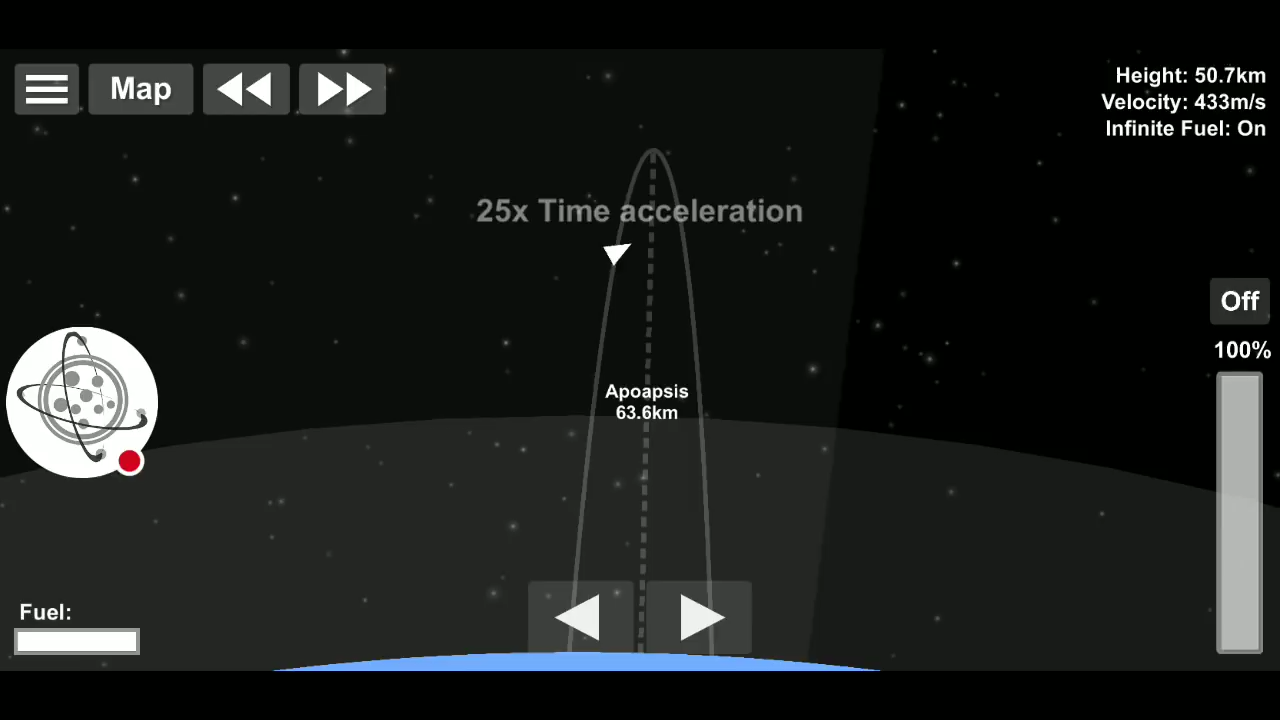 Map
Height: 50.7km
Velocity: 433m/s
Infinite Fuel: On
25x Time acceleration
Off
100%
Apoapsis
63.6km
Fuel: